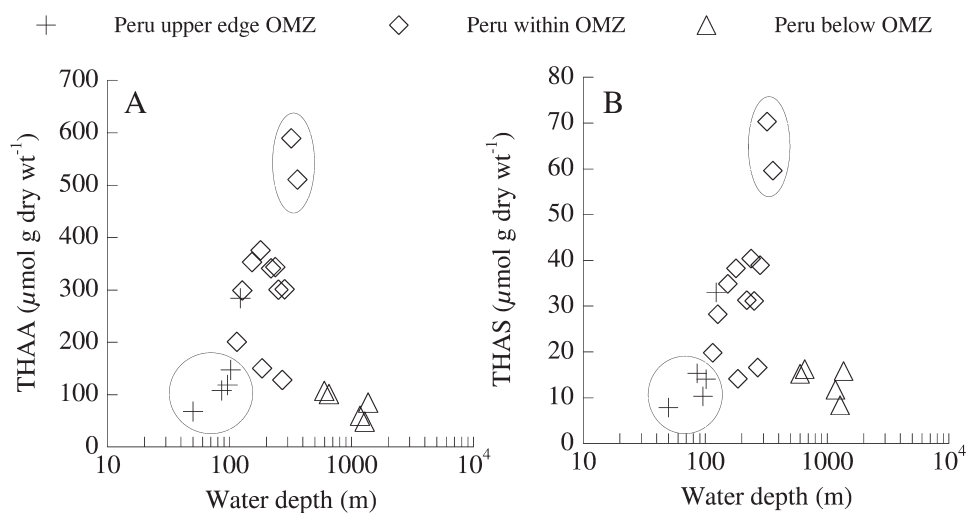 Peru upper edge OMZ Peru within OMZ Peru below OMZ
A
THAA (µmol g dry wt⁻¹)
700
600
500
400
300
200
100
0
10 100 1000 10⁴
Water depth (m)
B
THAS (µmol g dry wt⁻¹)
80
70
60
50
40
30
20
10
0
10 100 1000 10⁴
Water depth (m)